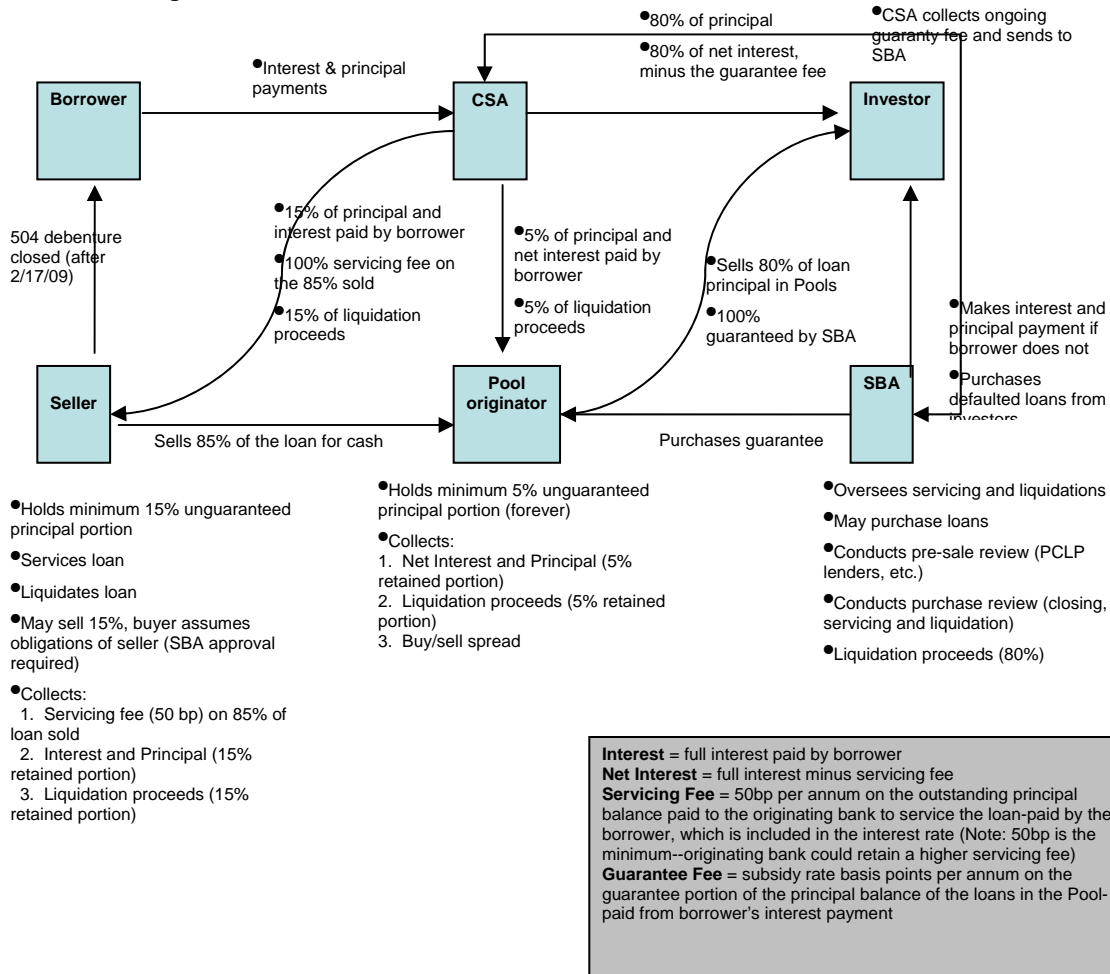 ●80% of principal
●80% of net interest,
minus the guarantee fee
●CSA collects ongoing
guaranty fee and sends to
SBA
●Interest & principal
payments
Borrower
CSA
Investor
504 debenture
closed (after
2/17/09)
●15% of principal and
interest paid by borrower
●100% servicing fee on
the 85% sold
●15% of liquidation
proceeds
●5% of principal and
net interest paid by
borrower
●5% of liquidation
proceeds
●Sells 80% of loan
principal in Pools
●100%
guaranteed by SBA
●Makes interest and
principal payment if
borrower does not
●Purchases
defaulted loans from
investors
Seller
Pool
originator
SBA
Sells 85% of the loan for cash
Purchases guarantee
●Holds minimum 15% unguaranteed
principal portion
●Services loan
●Liquidates loan
●May sell 15%, buyer assumes
obligations of seller (SBA approval
required)
●Collects:
1. Servicing fee (50 bp) on 85% of
loan sold
2. Interest and Principal (15%
retained portion)
3. Liquidation proceeds (15%
retained portion)
●Holds minimum 5% unguaranteed
principal portion (forever)
●Collects:
1. Net Interest and Principal (5%
retained portion)
2. Liquidation proceeds (5% retained
portion)
3. Buy/sell spread
●Oversees servicing and liquidations
●May purchase loans
●Conducts pre-sale review (PCLP
lenders, etc.)
●Conducts purchase review (closing,
servicing and liquidation)
●Liquidation proceeds (80%)
Interest = full interest paid by borrower
Net Interest = full interest minus servicing fee
Servicing Fee = 50bp per annum on the outstanding principal
balance paid to the originating bank to service the loan-paid by the
borrower, which is included in the interest rate (Note: 50bp is the
minimum--originating bank could retain a higher servicing fee)
Guarantee Fee = subsidy rate basis points per annum on the
guarantee portion of the principal balance of the loans in the Pool-
paid from borrower's interest payment